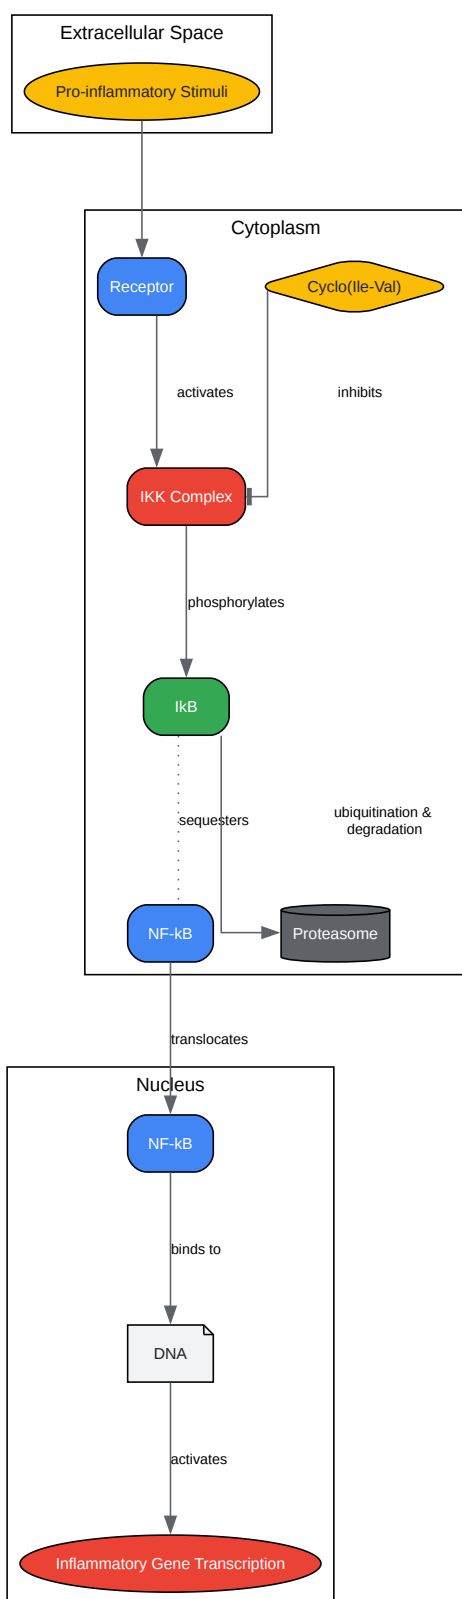 Extracellular Space
Pro-inflammatory Stimuli
Cytoplasm
Receptor
Cyclo(Ile-Val)
activates
inhibits
IKK Complex
phosphorylates
IkB
sequesters
ubiquitination &
degradation
NF-kB
Proteasome
translocates
Nucleus
NF-kB
binds to
DNA
activates
Inflammatory Gene Transcription